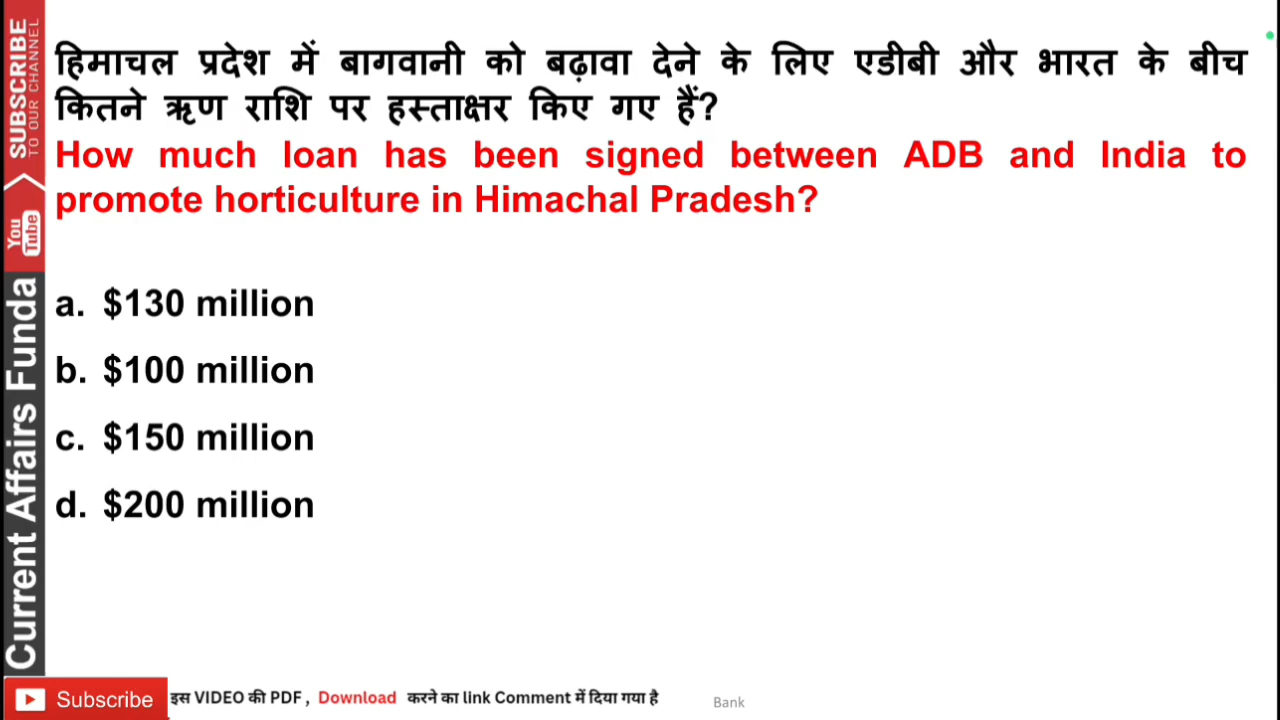 हिमाचल प्रदेश में बागवानी को बढ़ावा देने के लिए एडीबी और भारत के बीच
कितने ऋण राशि पर हस्ताक्षर किए गए हैं?
How much loan has been signed between ADB and India to
promote horticulture in Himachal Pradesh?
a. $130 million
b. $100 million
c. $150 million
d. $200 million
SUBSCRIBE
TO OUR CHANNEL
You
Tube
Current Affairs Funda
Subscribe
इस VIDEO की PDF , Download करने का link Comment में दिया गया है
Bank